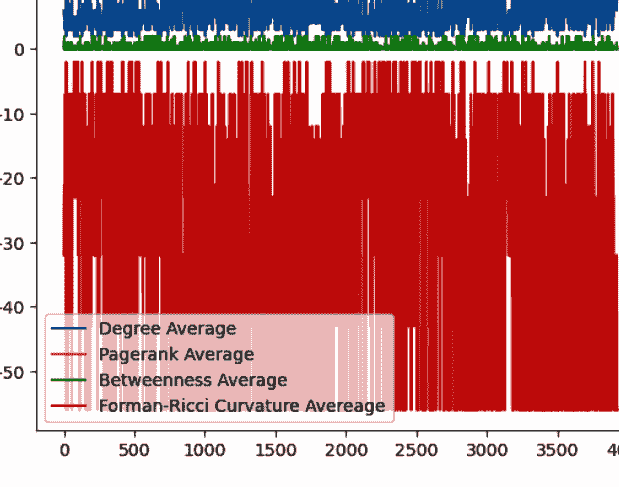 0
-10
-20
-30
-40
-50
Degree Average
Pagerank Average
Betweenness Average
Forman-Ricci Curvature Avereage
0 500 1000 1500 2000 2500 3000 3500